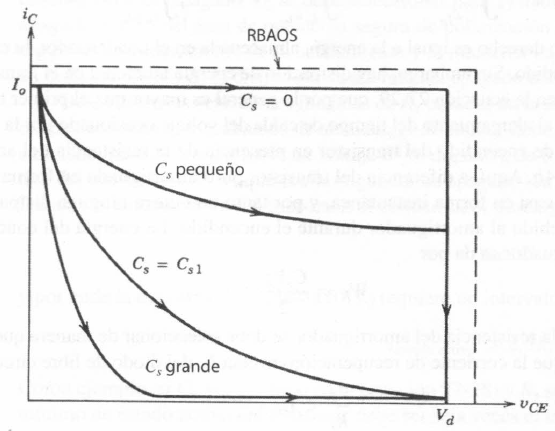 i_C
RBAOS
I_o
C_s = 0
C_s pequeño
C_s = C_s1
C_s grande
V_d
v_CE